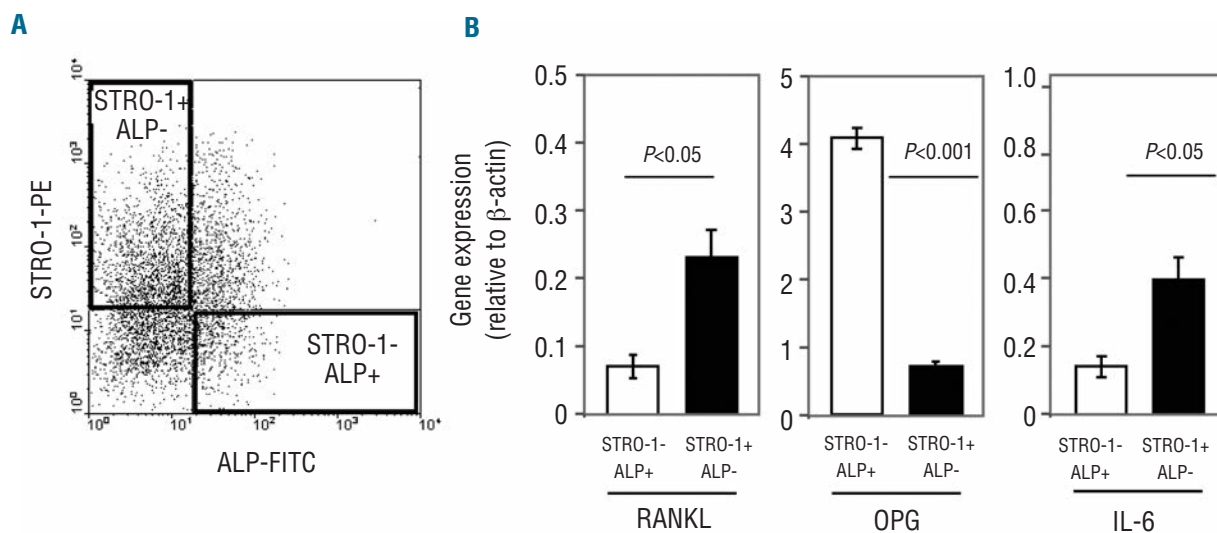 A
STRO-1-PE
10⁴
10³
10²
10¹
10⁰
STRO-1+
ALP-
STRO-1-
ALP+
10⁰
10¹
10²
10³
10⁴
ALP-FITC
B
Gene expression
(relative to β-actin)
0.5
0.4
0.3
0.2
0.1
0
P<0.05
STRO-1-
ALP+
STRO-1+
ALP-
RANKL
5
4
3
2
1
0
P<0.001
STRO-1-
ALP+
STRO-1+
ALP-
OPG
1.0
0.8
0.6
0.4
0.2
0
P<0.05
STRO-1-
ALP+
STRO-1+
ALP-
IL-6